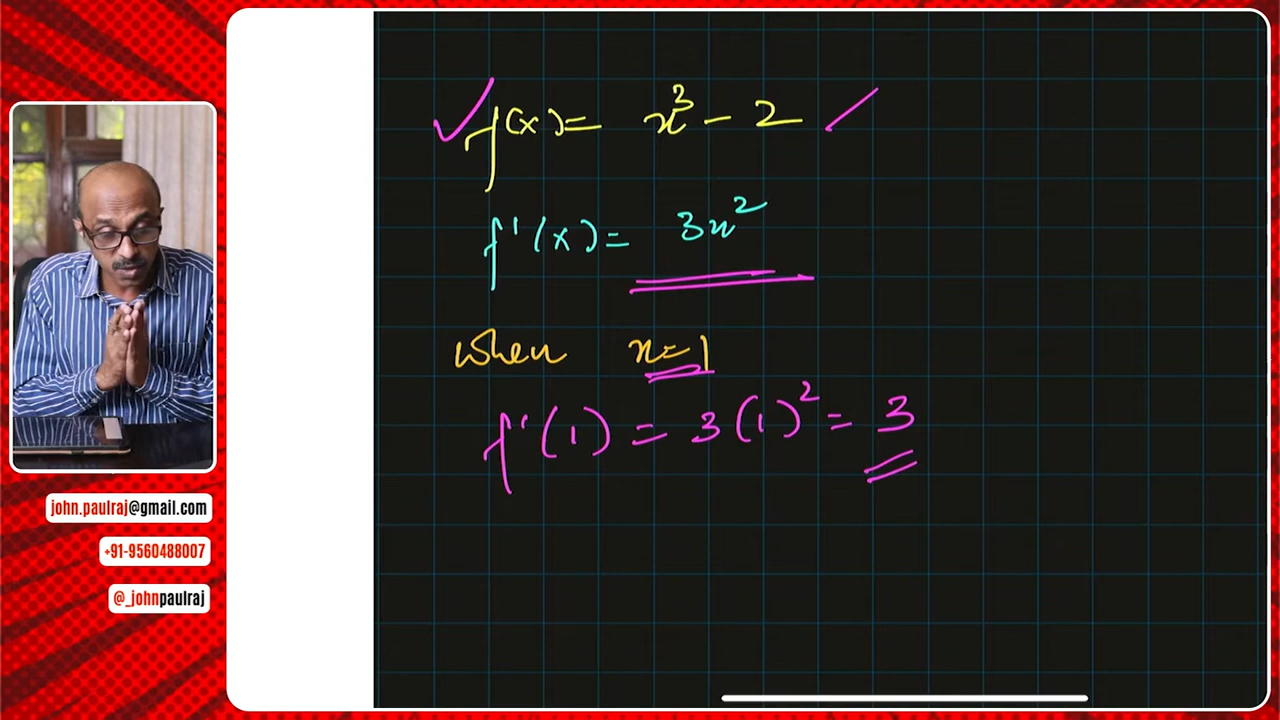 f(x) = x³ - 2
f'(x) = 3x²
when x = 1
f'(1) = 3(1)² = 3
john.paulraj@gmail.com
+91-9560488007
@_johnpaulraj